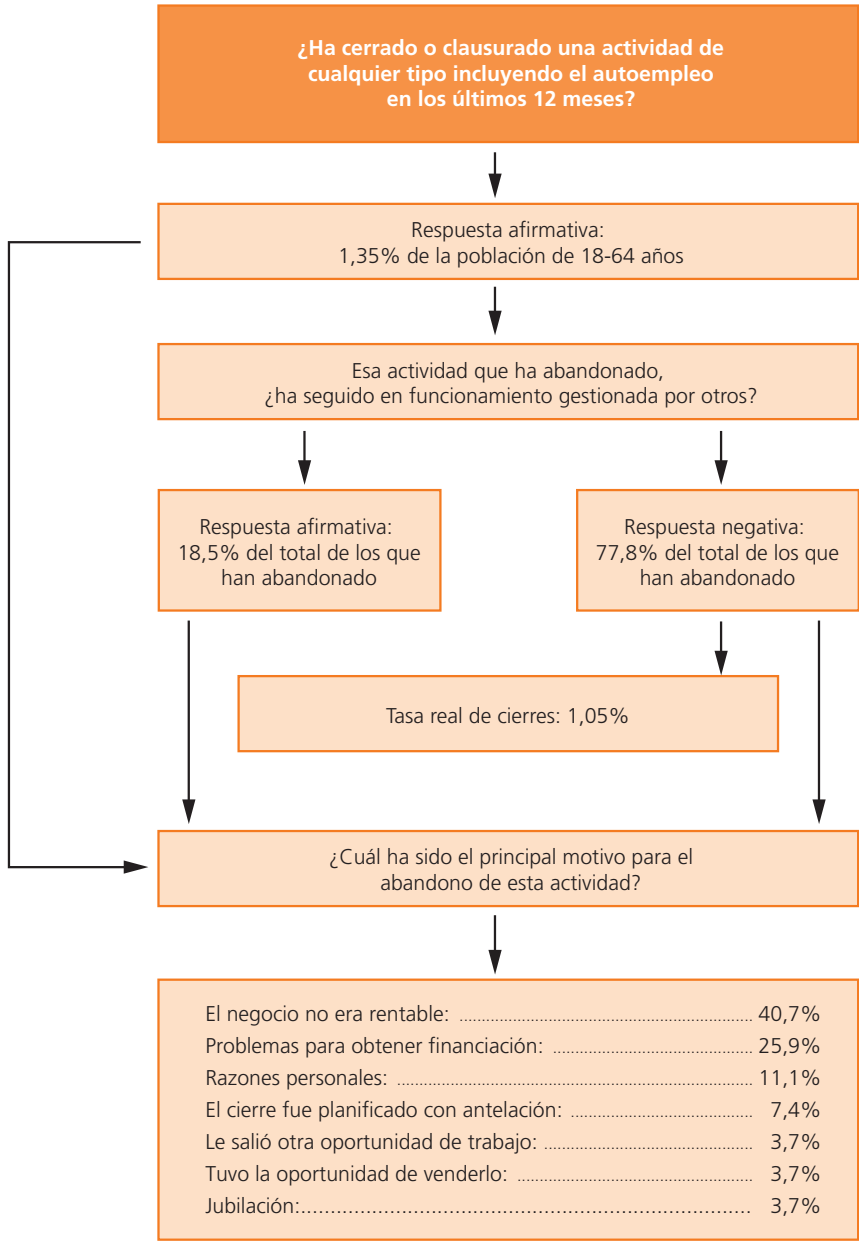 ¿Ha cerrado o clausurado una actividad de
cualquier tipo incluyendo el autoempleo
en los últimos 12 meses?
Respuesta afirmativa:
1,35% de la población de 18-64 años
Esa actividad que ha abandonado,
¿ha seguido en funcionamiento gestionada por otros?
Respuesta afirmativa:
18,5% del total de los que
han abandonado
Respuesta negativa:
77,8% del total de los que
han abandonado
Tasa real de cierres: 1,05%
¿Cuál ha sido el principal motivo para el
abandono de esta actividad?
El negocio no era rentable: ........ 40,7%
Problemas para obtener financiación: ........ 25,9%
Razones personales: ........ 11,1%
El cierre fue planificado con antelación: ........ 7,4%
Le salió otra oportunidad de trabajo: ........ 3,7%
Tuvo la oportunidad de venderlo: ........ 3,7%
Jubilación:........ 3,7%